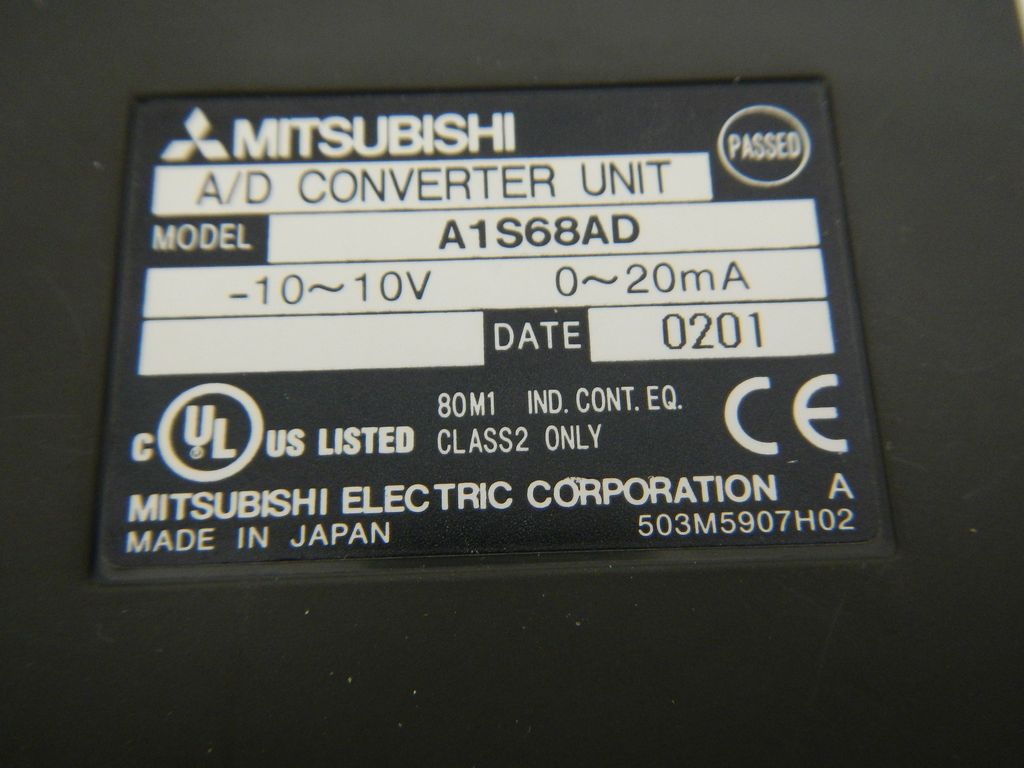 MITSUBISHI
PASSED
A/D CONVERTER UNIT
MODEL A1S68AD
-10~10V 0~20mA
DATE 0201
C UL US LISTED
80M1 IND. CONT. EQ.
CLASS2 ONLY
CE
MITSUBISHI ELECTRIC CORPORATION A
MADE IN JAPAN 503M5907H02